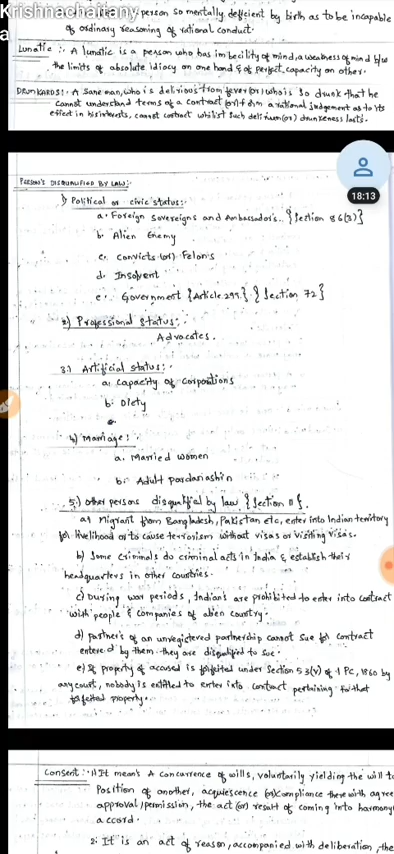 Krishnachaitany
person so mentally deficient by birth as to be incapable
of ordinary reasoning of rational conduct.
Lunatic :. A lunatic is a person who has imbecility of mind, a weakness of mind b/w
the limits of absolute idiocy on one hand & of perfect capacity on other.
DRUNKARDS:. A sane man, who is delirious from fever (or) who is so drunk that he
cannot understand terms of a contract (or) form a rational judgement as to its
effect in his interests, cannot contract whilst such delirium (or) drunkeness lasts.
18:13
PERSON'S DISQUALIFIED BY LAW:
1) Political or civic status:
a. Foreign sovereigns and Ambassadors. {Section 86(3)}
b. Alien Enemy
c. Convicts (or) Felons
d. Insolvent
e. Government {Article.299.} {Section 72}
2) Professional status:
Advocates.
3.) Artificial status:
a. Capacity of Corporations
b. Diety
4) Marriage:
a. Married women
b. Adult pardanashin
5.) Other persons disqualified by law {Section 11}.
a) Migrant from Bangladesh, Pakistan etc, enter into Indian territory
for livelihood or to cause terrorism without visas or visiting visas.
b) Some Criminals do criminal acts in India & establish their
headquarters in other countries.
c) During war periods, Indian's are prohibited to enter into contract
with people & companies of alien country.
d) Partner's of an unregistered partnership cannot sue for contract
entered by them. they are disqualified to sue.
e) If property of accused is forfeited under Section 53(V) of IPC, 1860 by
any court, nobody is entitled to enter into contract pertaining to that
forfeited property.
Consent :. 1) It means A concurrence of wills, voluntarily yielding the will to
Position of another, acquiescence (or) compliance therewith agree
approval/permission, the act (or) result of coming into harmony
accord.
2: It is an act of reason, accompanied with deliberation, the